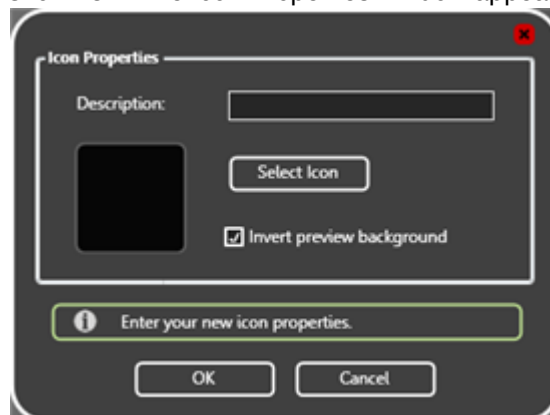 Icon Properties
Description:
Select Icon
Invert preview background
Enter your new icon properties.
OK
Cancel